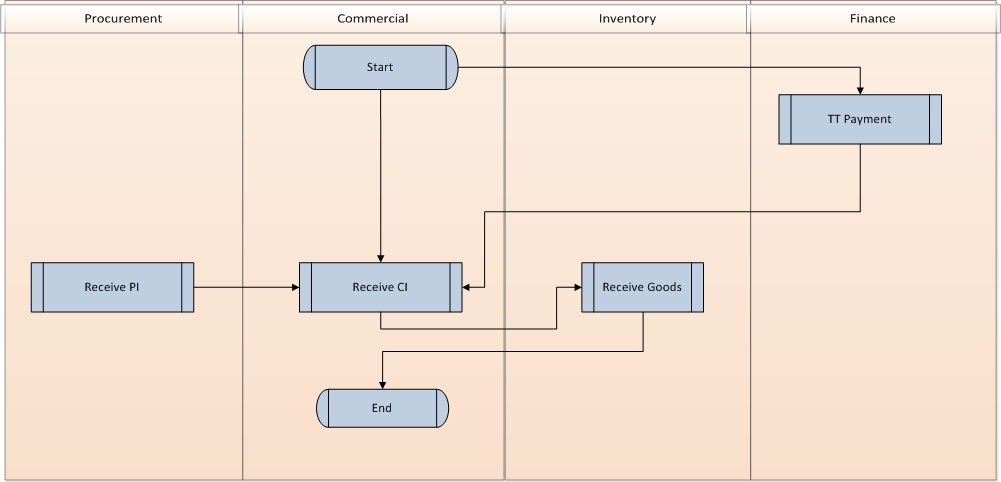 Procurement
Commercial
Inventory
Finance
Start
TT Payment
Receive PI
Receive CI
Receive Goods
End